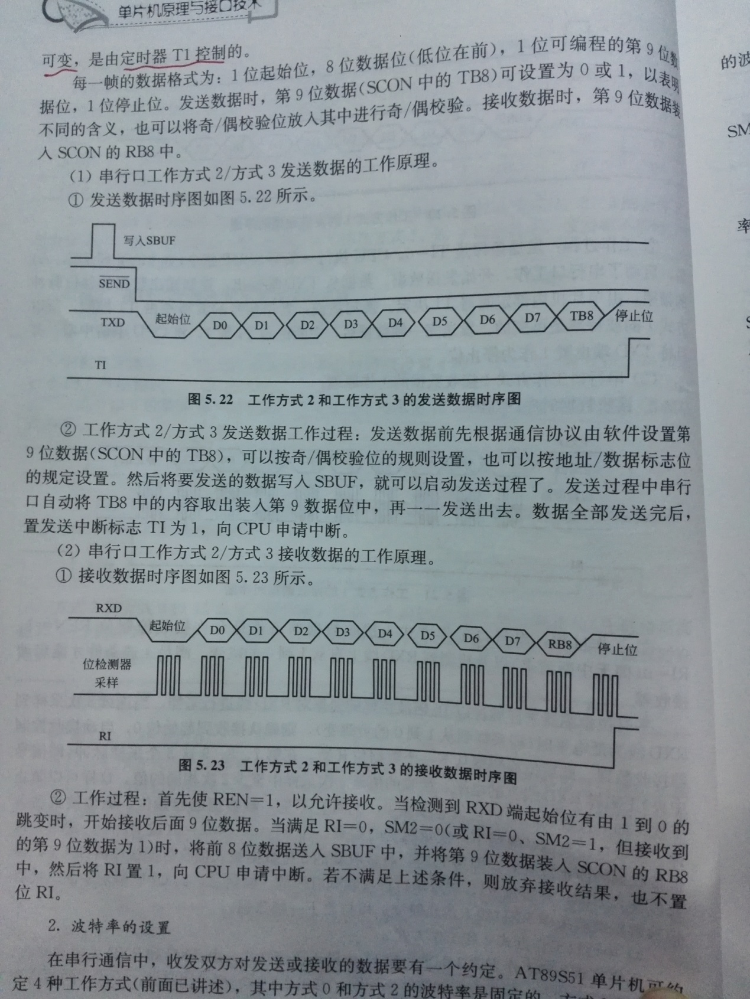 单片机原理与接口技术
可变，是由定时器 T1 控制的。
每一帧的数据格式为：1 位起始位，8 位数据位(低位在前)，1 位可编程的第 9 位数
据位，1 位停止位。发送数据时，第 9 位数据(SCON 中的 TB8)可设置为 0 或 1，以表明
不同的含义，也可以将奇/偶校验位放入其中进行奇/偶校验。接收数据时，第 9 位数据装
入 SCON 的 RB8 中。
(1) 串行口工作方式 2/方式 3 发送数据的工作原理。
① 发送数据时序图如图 5.22 所示。
写入SBUF
SEND
TXD 起始位 D0 D1 D2 D3 D4 D5 D6 D7 TB8 停止位
TI
图 5.22 工作方式 2 和工作方式 3 的发送数据时序图
② 工作方式 2/方式 3 发送数据工作过程：发送数据前先根据通信协议由软件设置第
9 位数据(SCON 中的 TB8)，可以按奇/偶校验位的规则设置，也可以按地址/数据标志位
的规定设置。然后将要发送的数据写入 SBUF，就可以启动发送过程了。发送过程中串行
口自动将 TB8 中的内容取出装入第 9 数据位中，再一一发送出去。数据全部发送完后，
置发送中断标志 TI 为 1，向 CPU 申请中断。
(2) 串行口工作方式 2/方式 3 接收数据的工作原理。
① 接收数据时序图如图 5.23 所示。
RXD
起始位 D0 D1 D2 D3 D4 D5 D6 D7 RB8 停止位
位检测器
采样
RI
图 5.23 工作方式 2 和工作方式 3 的接收数据时序图
② 工作过程：首先使 REN=1，以允许接收。当检测到 RXD 端起始位有由 1 到 0 的
跳变时，开始接收后面 9 位数据。当满足 RI=0，SM2=0(或 RI=0、SM2=1，但接收到
的第 9 位数据为 1)时，将前 8 位数据送入 SBUF 中，并将第 9 位数据装入 SCON 的 RB8
中，然后将 RI 置 1，向 CPU 申请中断。若不满足上述条件，则放弃接收结果，也不置
位 RI。
2. 波特率的设置
在串行通信中，收发双方对发送或接收的数据要有一个约定。AT89S51 单片机可约
定 4 种工作方式(前面已讲述)，其中方式 0 和方式 2 的波特率是固定的
的波
SM
率